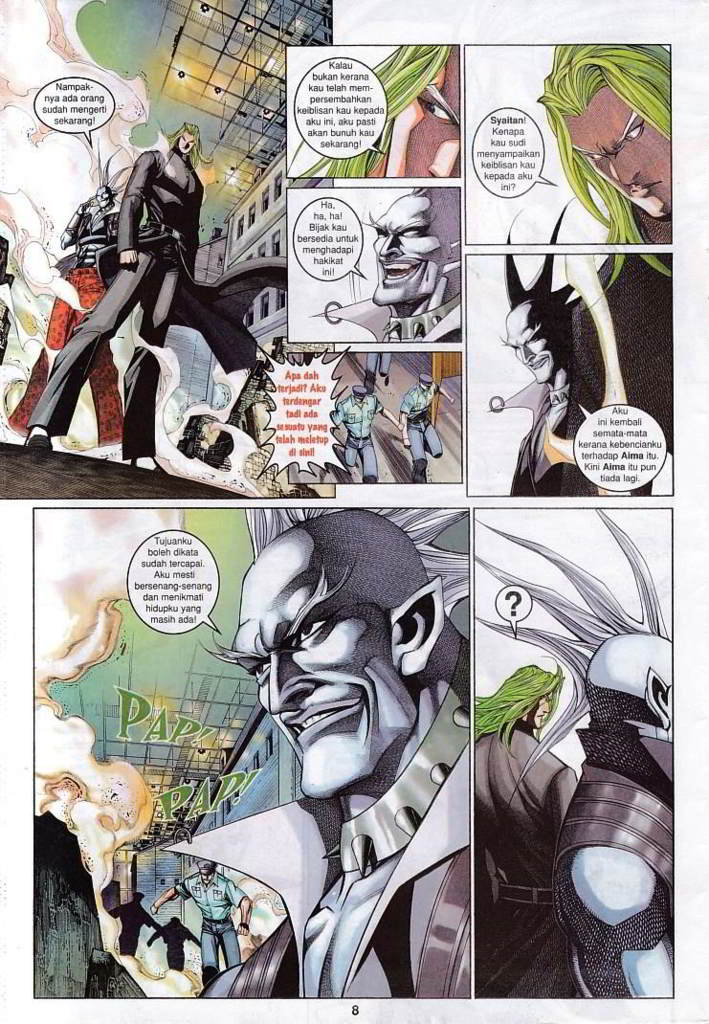 Nampak-
nya ada orang
sudah mengerti
sekarang!
Kalau
bukan kerana
kau telah mem-
persembahkan
keiblisan kau kepada
aku ini, aku pasti
akan bunuh kau
sekarang!
Syaitan!
Kenapa
kau sudi
menyampaikan
keiblisan kau
kepada aku
ini?
Ha,
ha, ha!
Bijak kau
bersedia untuk
menghadapi
hakikat
ini!
Apa dah
terjadi? Aku
terdengar
tadi ada
sesuatu yang
telah meletup
di sini!
Aku
ini kembali
semata-mata
kerana kebencianku
terhadap Aima itu.
Kini Aima itu pun
tiada lagi.
Tujuanku
boleh dikata
sudah tercapai.
Aku mesti
bersenang-senang
dan menikmati
hidupku yang
masih ada!
PAP!
PAP!
?
8